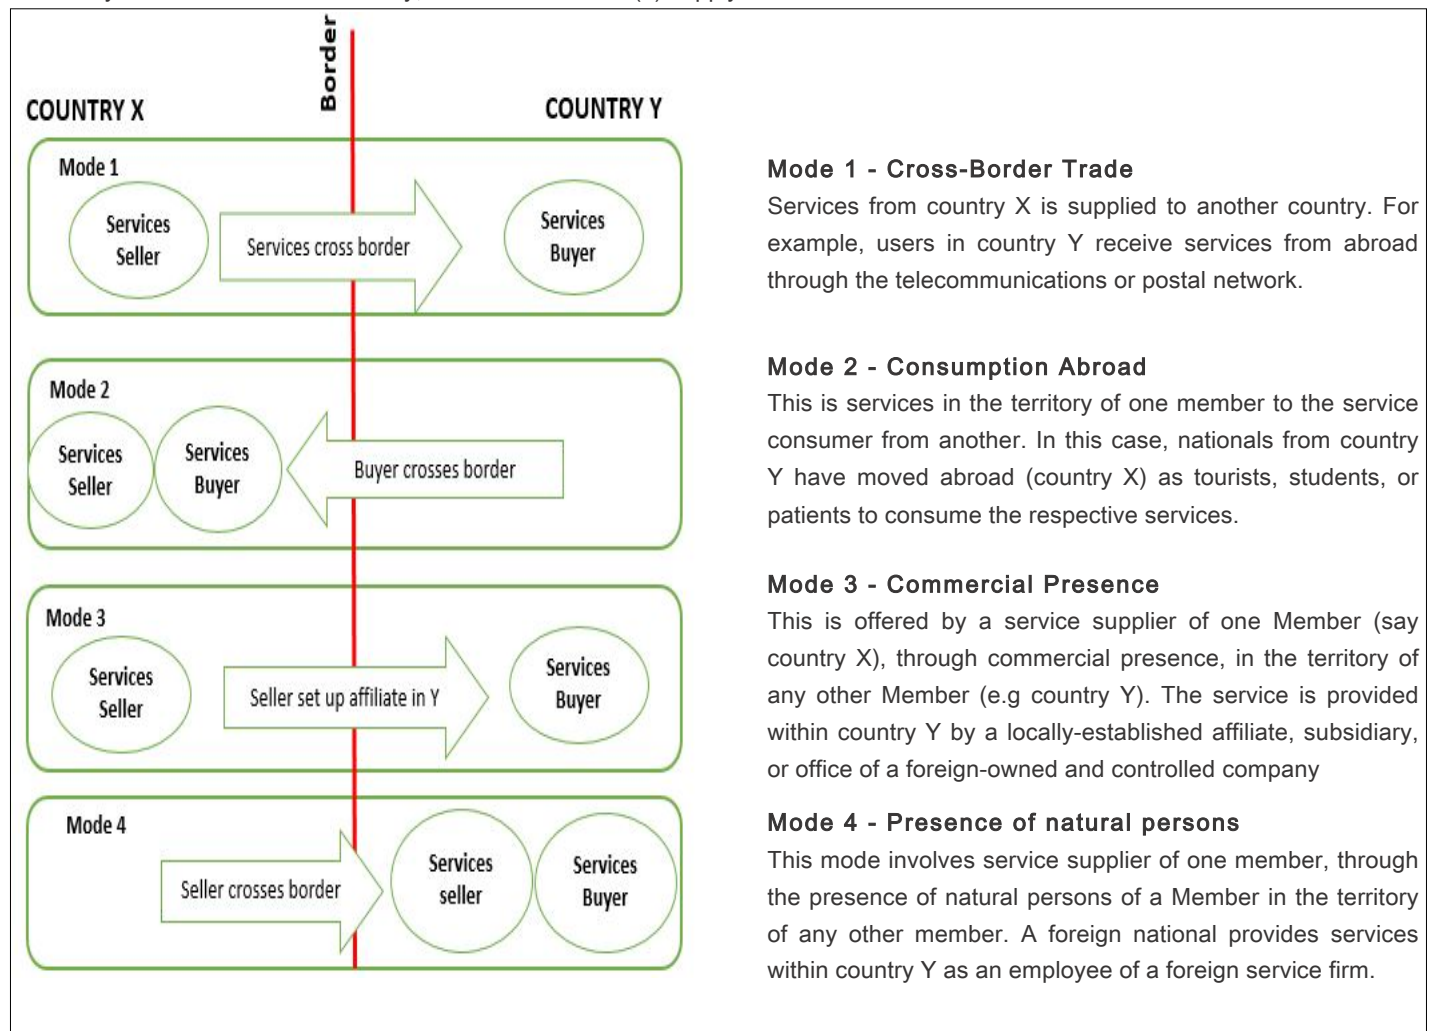 Border
COUNTRY X
COUNTRY Y
Mode 1
Services
Seller
Services cross border
Services
Buyer
Mode 2
Services
Seller
Services
Buyer
Buyer crosses border
Mode 3
Services
Seller
Seller set up affiliate in Y
Services
Buyer
Mode 4
Seller crosses border
Services
seller
Services
Buyer
Mode 1 - Cross-Border Trade
Services from country X is supplied to another country. For
example, users in country Y receive services from abroad
through the telecommunications or postal network.
Mode 2 - Consumption Abroad
This is services in the territory of one member to the service
consumer from another. In this case, nationals from country
Y have moved abroad (country X) as tourists, students, or
patients to consume the respective services.
Mode 3 - Commercial Presence
This is offered by a service supplier of one Member (say
country X), through commercial presence, in the territory of
any other Member (e.g country Y). The service is provided
within country Y by a locally-established affiliate, subsidiary,
or office of a foreign-owned and controlled company
Mode 4 - Presence of natural persons
This mode involves service supplier of one member, through
the presence of natural persons of a Member in the territory
of any other member. A foreign national provides services
within country Y as an employee of a foreign service firm.